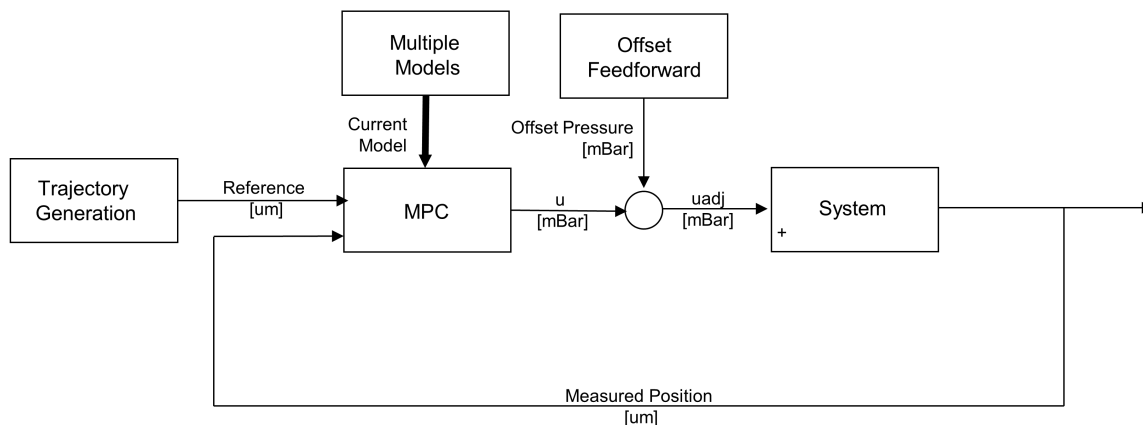 Multiple
Models
Offset
Feedforward
Current
Model
Offset Pressure
[mBar]
Trajectory
Generation
Reference
[um]
MPC
u
[mBar]
uadj
[mBar]
System
+
Measured Position
[um]